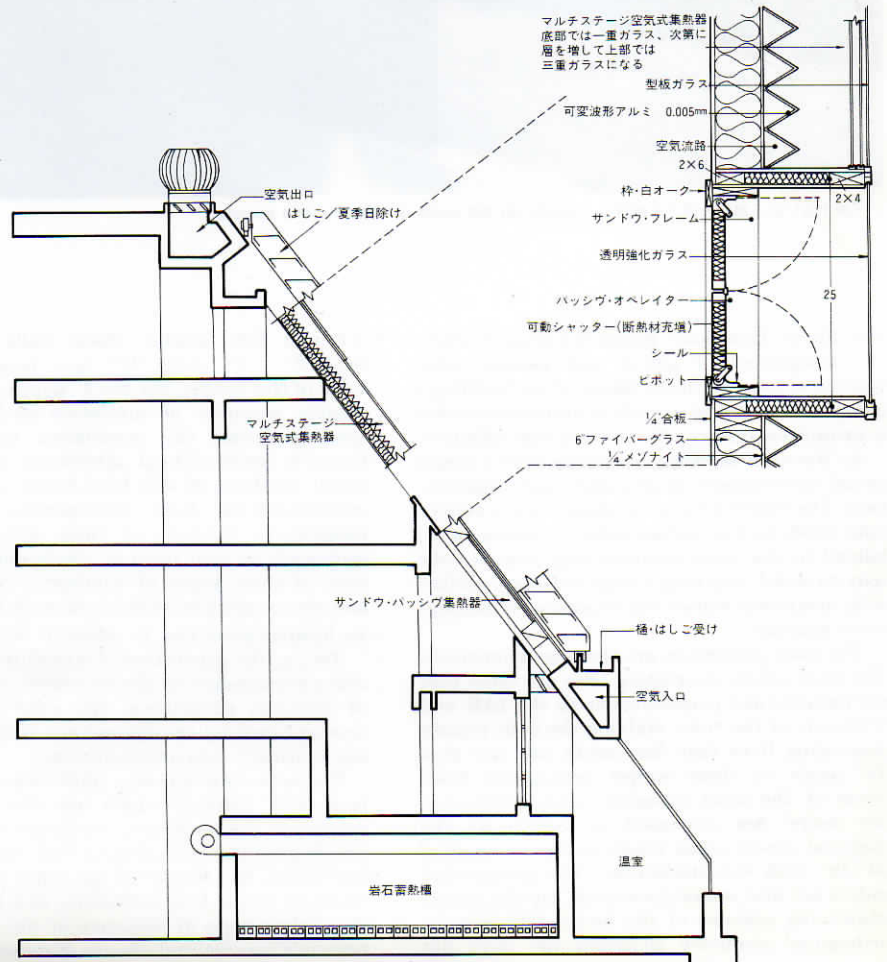 マルチステージ空気式集熱器
底部では一重ガラス、次第に
層を増して上部では
三重ガラスになる
型板ガラス
可変波形アルミ 0.005㎜
空気流路
2×6
枠・白オーク
2×4
サンドウ・フレーム
透明強化ガラス
25
パッシヴ・オペレイター
可動シャッター(断熱材充塡)
シール
ピボット
1/4"合板
6"ファイバーグラス
1/4"メゾナイト
空気出口
はしご/夏季日除け
マルチステージ
空気式集熱器
サンドウ・パッシヴ集熱器
樋・はしご受け
空気入口
温室
岩石蓄熱槽